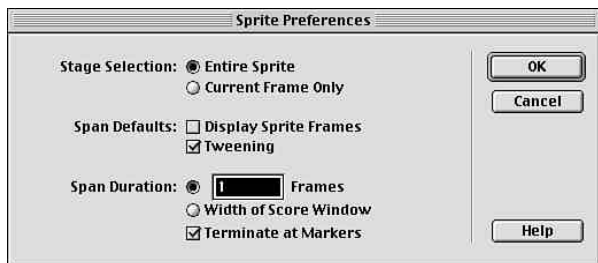 Sprite Preferences
Stage Selection: Entire Sprite
Current Frame Only
Span Defaults: Display Sprite Frames
Tweening
Span Duration: 1 Frames
Width of Score Window
Terminate at Markers
OK
Cancel
Help